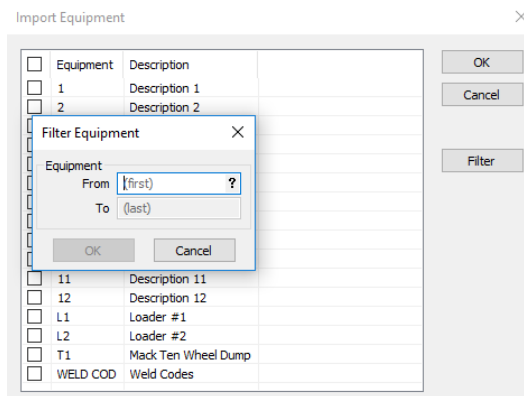 Import Equipment
Equipment Description OK
1 Description 1
2 Description 2 Cancel
Filter Equipment
Equipment
From (first) ? Filter
To (last)
OK Cancel
11 Description 11
12 Description 12
L1 Loader #1
L2 Loader #2
T1 Mack Ten Wheel Dump
WELD COD Weld Codes